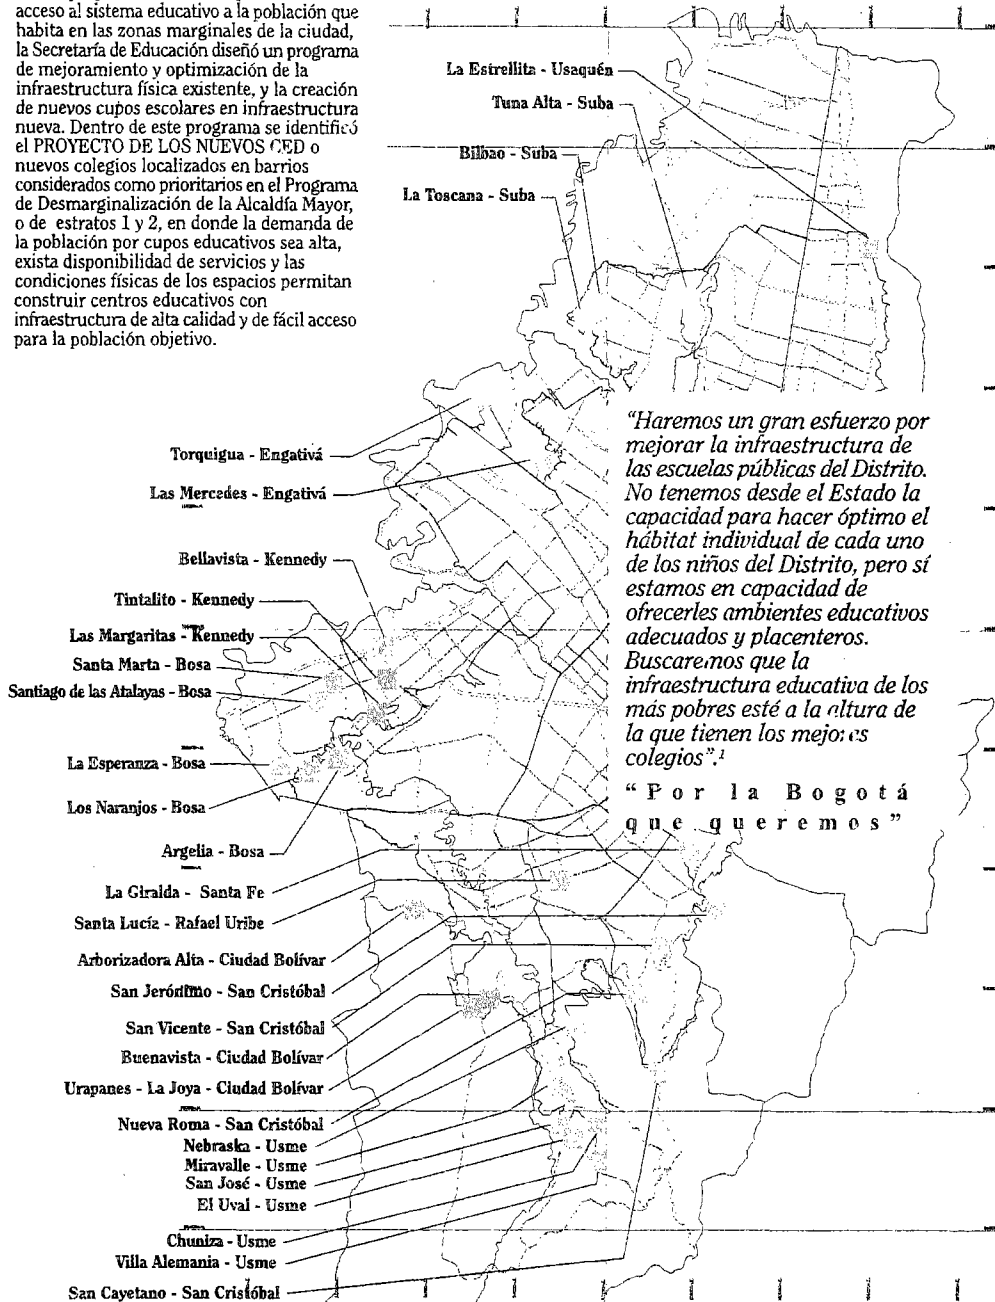 acceso al sistema educativo a la población que
habita en las zonas marginales de la ciudad,
la Secretaría de Educación diseñó un programa
de mejoramiento y optimización de la
infraestructura física existente, y la creación
de nuevos cupos escolares en infraestructura
nueva. Dentro de este programa se identificó
el PROYECTO DE LOS NUEVOS CED o
nuevos colegios localizados en barrios
considerados como prioritarios en el Programa
de Desmarginalización de la Alcaldía Mayor,
o de estratos 1 y 2, en donde la demanda de
la población por cupos educativos sea alta,
exista disponibilidad de servicios y las
condiciones físicas de los espacios permitan
construir centros educativos con
infraestructura de alta calidad y de fácil acceso
para la población objetivo.
La Estrellita - Usaquén
Tuna Alta - Suba
Bilbao - Suba
La Toscana - Suba
Torquigua - Engativá
Las Mercedes - Engativá
Bellavista - Kennedy
Tintalito - Kennedy
Las Margaritas - Kennedy
Santa Marta - Bosa
Santiago de las Atalayas - Bosa
La Esperanza - Bosa
Los Naranjos - Bosa
Argelia - Bosa
La Giralda - Santa Fe
Santa Lucía - Rafael Uribe
Arborizadora Alta - Ciudad Bolívar
San Jerónimo - San Cristóbal
San Vicente - San Cristóbal
Buenavista - Ciudad Bolívar
Urapanes - La Joya - Ciudad Bolívar
Nueva Roma - San Cristóbal
Nebraska - Usme
Miravalle - Usme
San José - Usme
El Uval - Usme
Chuniza - Usme
Villa Alemania - Usme
San Cayetano - San Cristóbal
"Haremos un gran esfuerzo por
mejorar la infraestructura de
las escuelas públicas del Distrito.
No tenemos desde el Estado la
capacidad para hacer óptimo el
hábitat individual de cada uno
de los niños del Distrito, pero sí
estamos en capacidad de
ofrecerles ambientes educativos
adecuados y placenteros.
Buscaremos que la
infraestructura educativa de los
más pobres esté a la altura de
la que tienen los mejores
colegios".¹
"Por la Bogotá
que queremos"